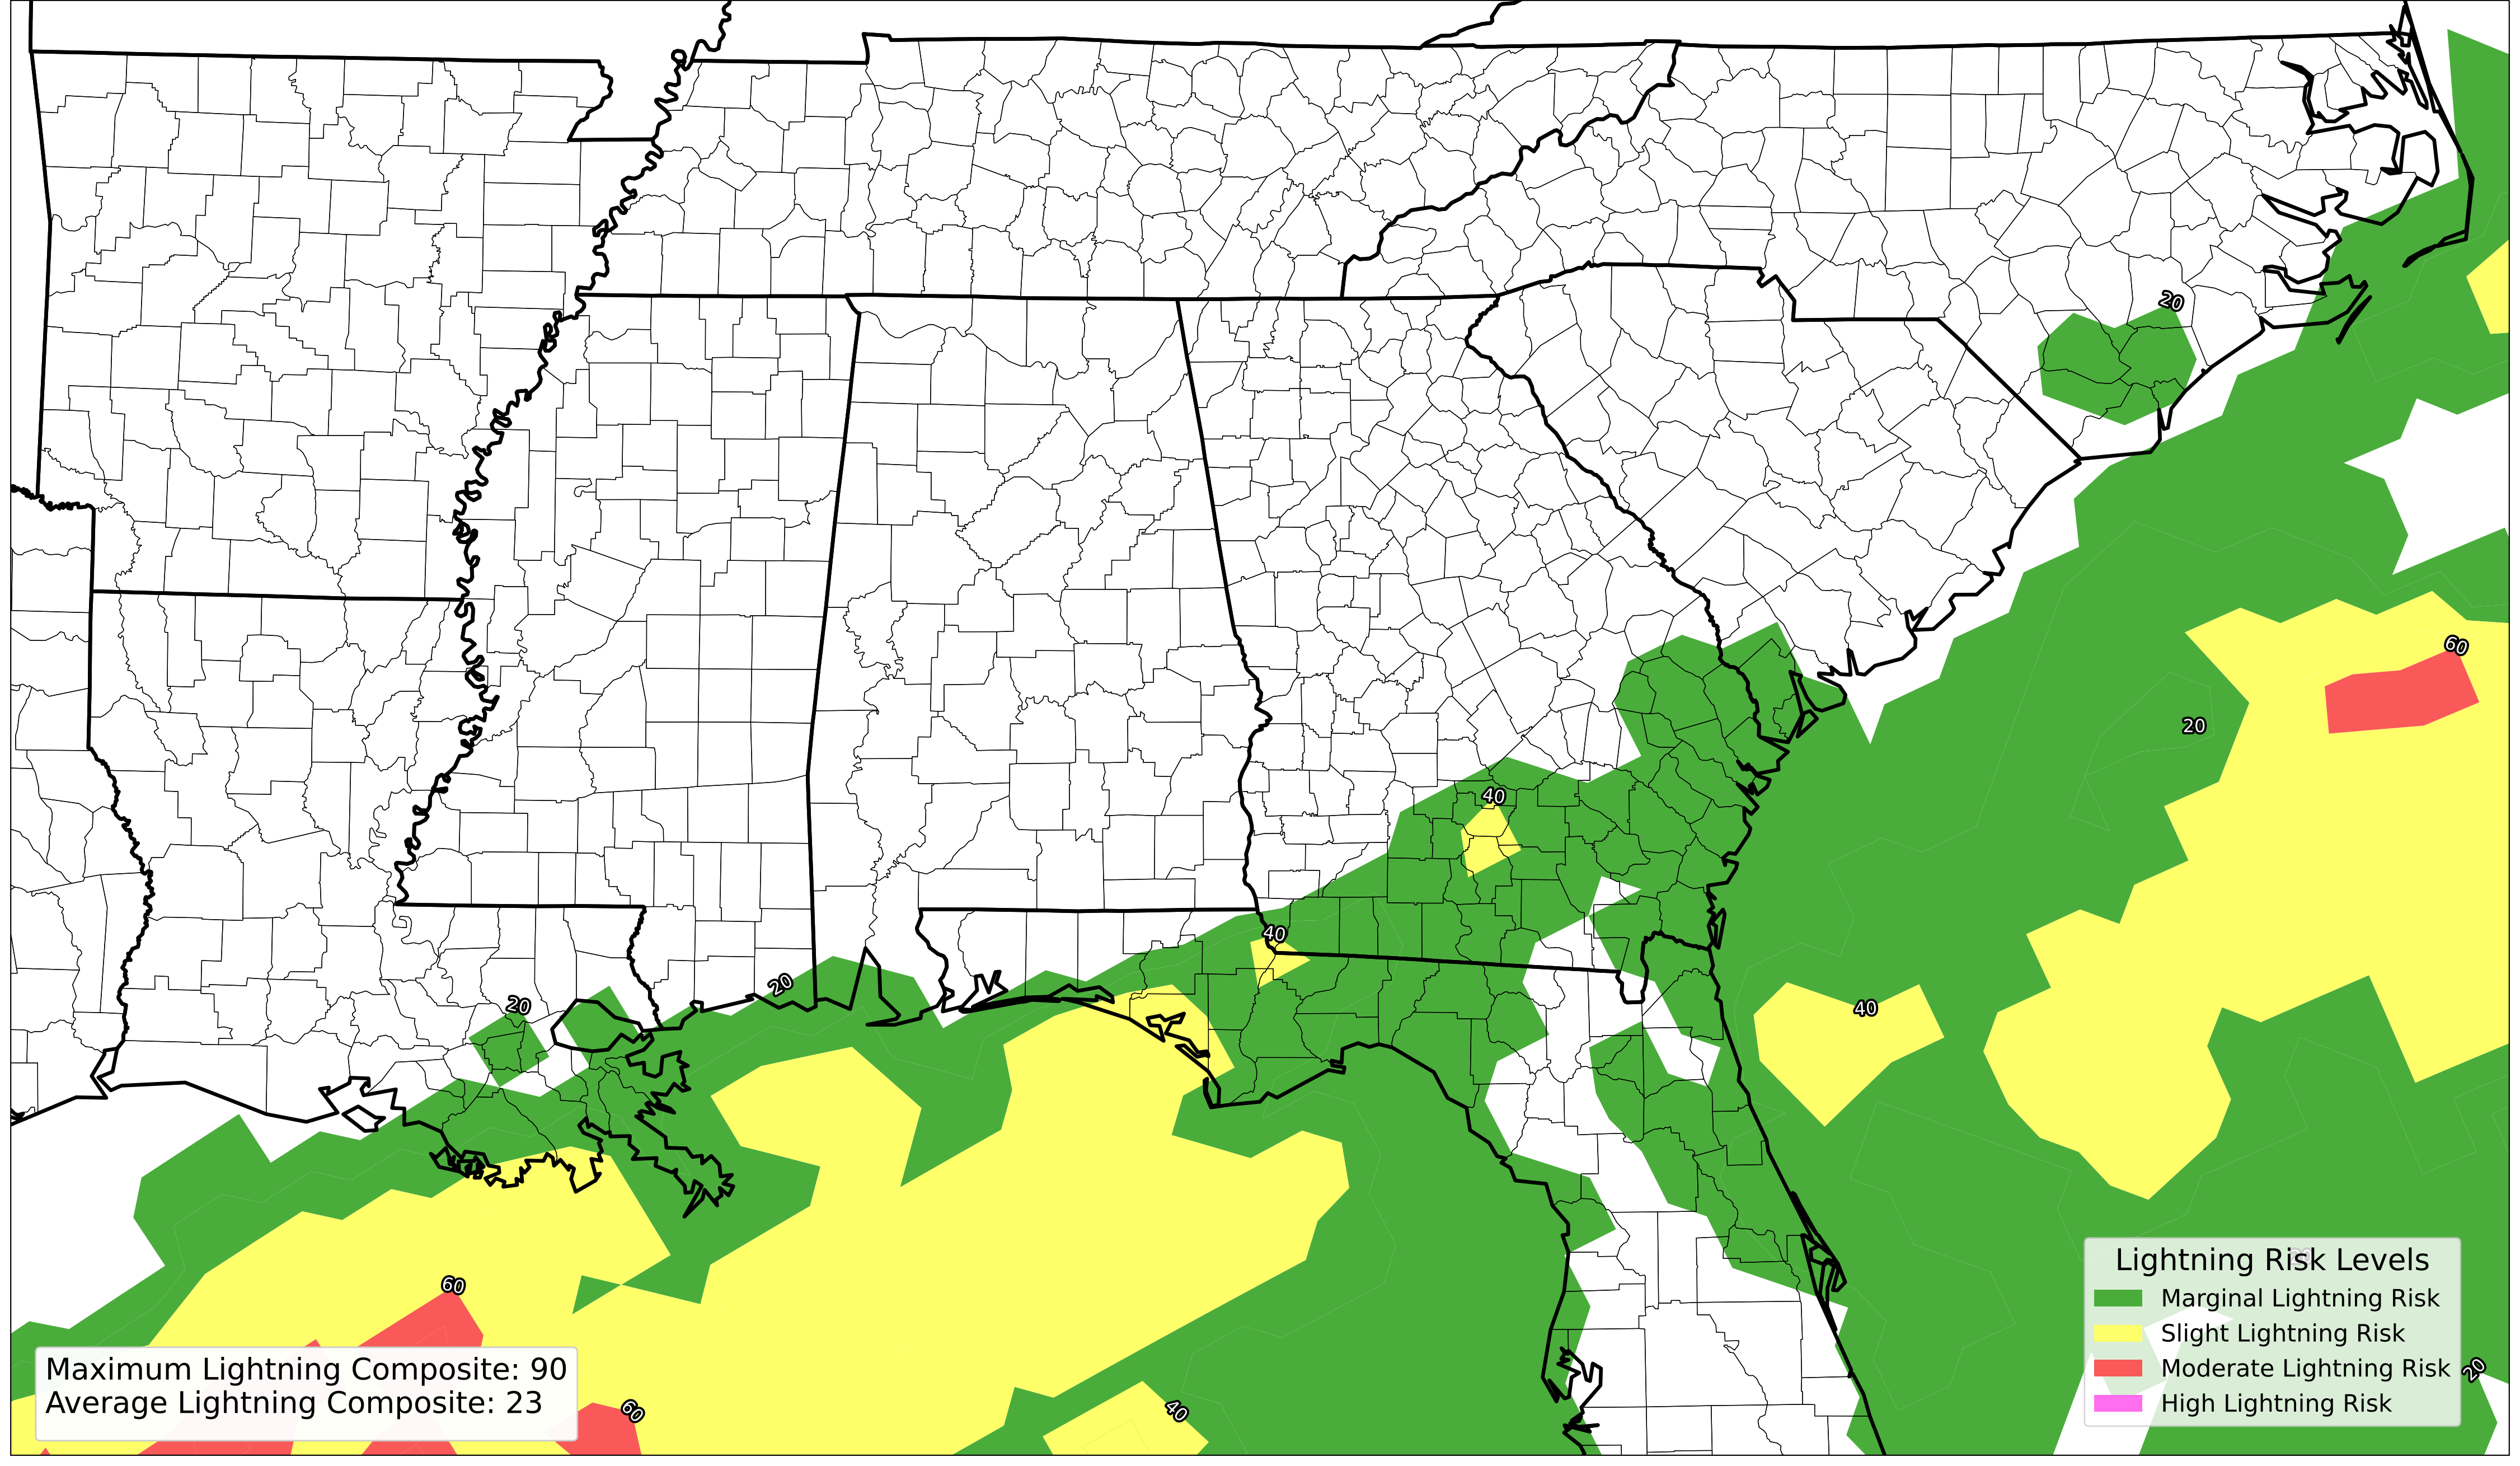 20
60
20
40
40
20
20
40
60
Lightning Risk Levels
Marginal Lightning Risk
Slight Lightning Risk
Moderate Lightning Risk
High Lightning Risk
Maximum Lightning Composite: 90
Average Lightning Composite: 23
20
60
40